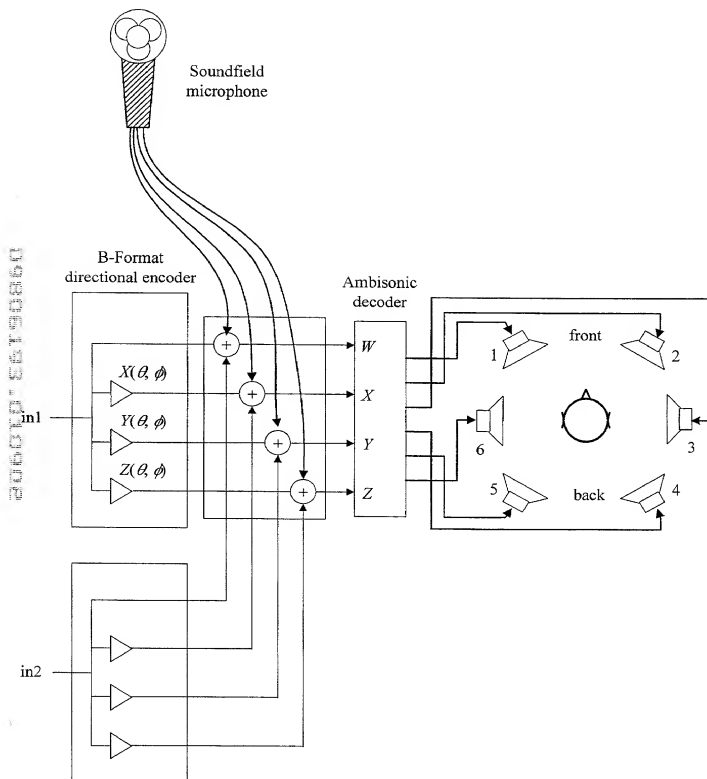 Soundfield
microphone
B-Format
directional encoder
Ambisonic
decoder
X(θ, ϕ)
Y(θ, ϕ)
Z(θ, ϕ)
in1
in2
+
+
+
+
W
X
Y
Z
front
back
1
2
3
4
5
6